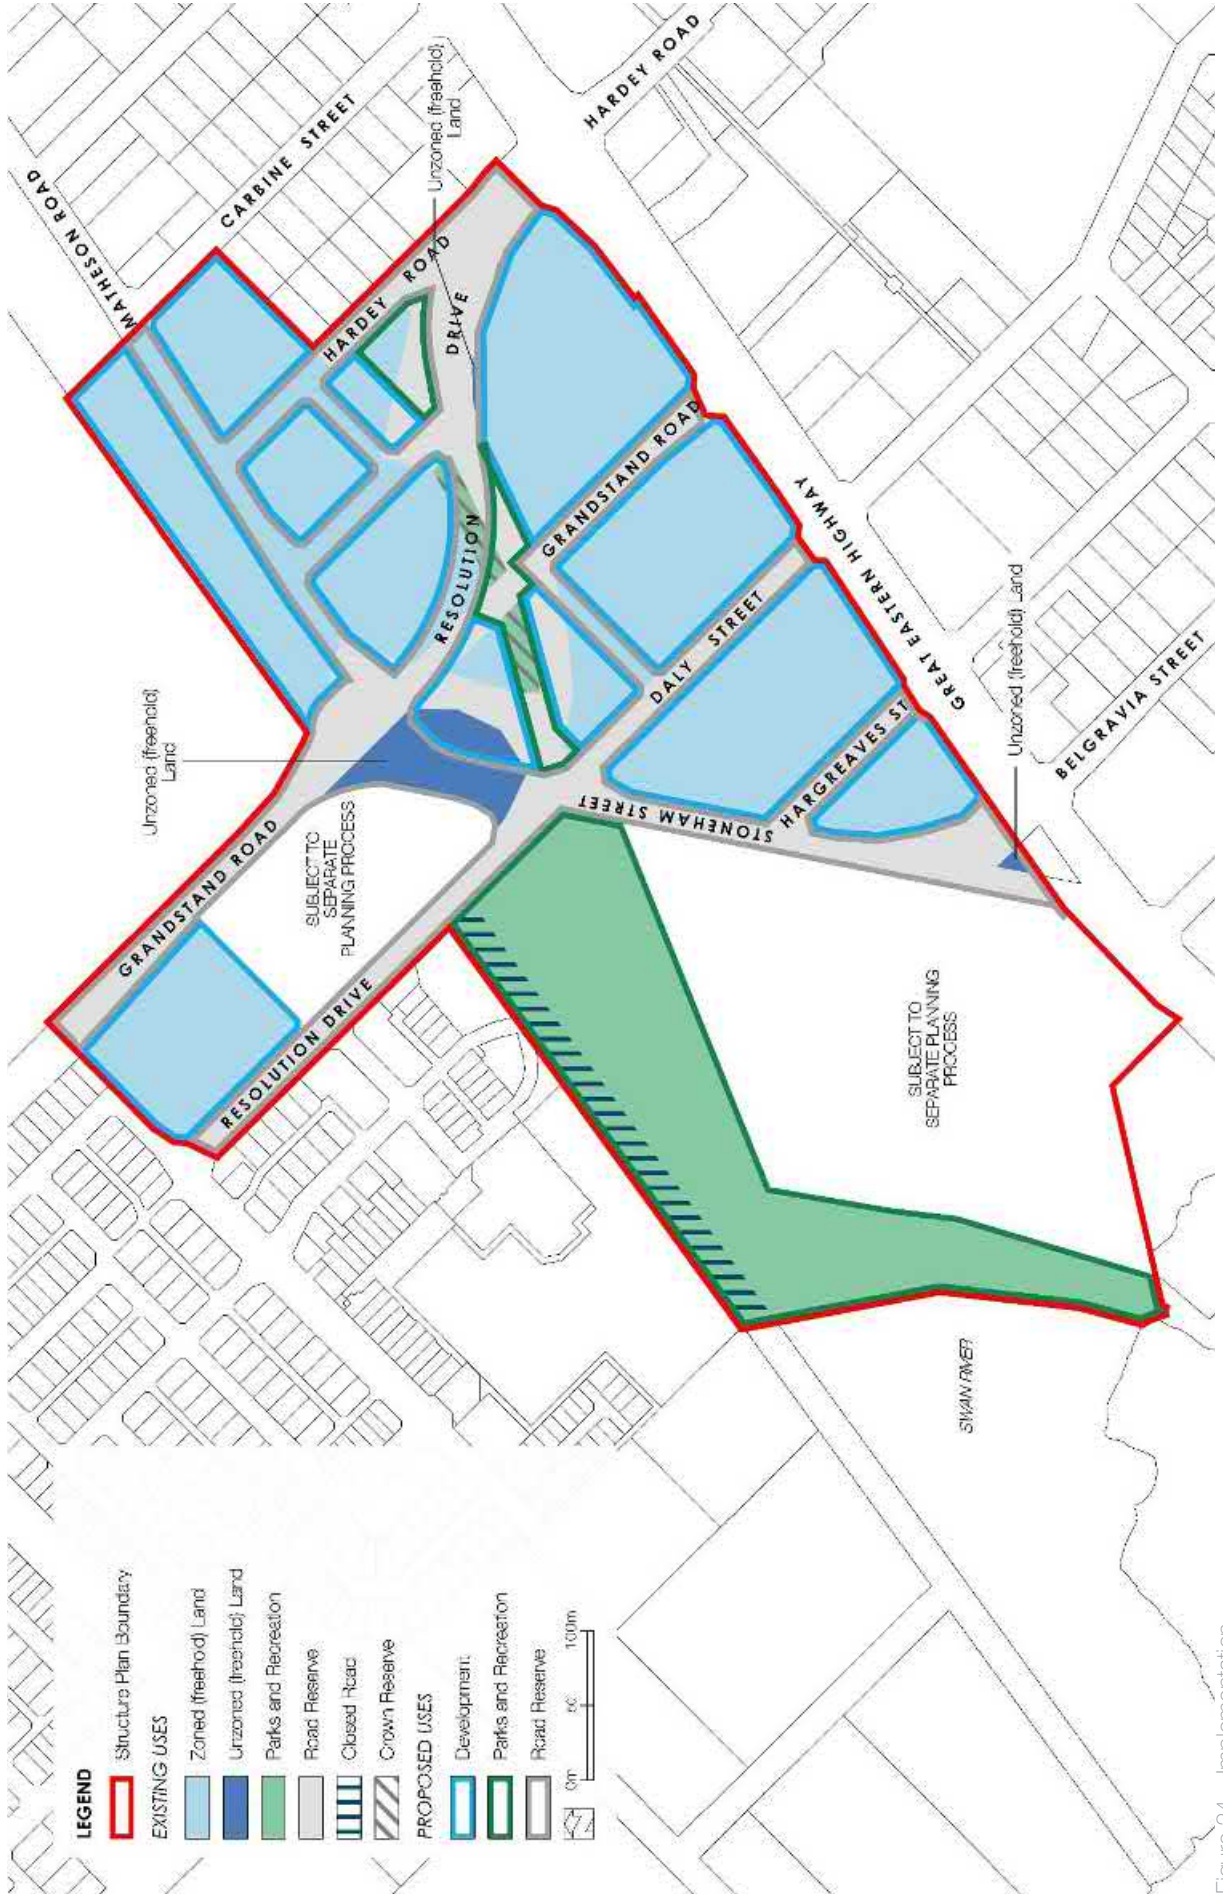 LEGEND
Structure Plan Boundary
EXISTING USES
Zoned (freehold) Land
Unzoned (freehold) Land
Parks and Recreation
Road Reserve
Closed Road
Crown Reserve
PROPOSED USES
Development
Parks and Recreation
Road Reserve
0m
50
100m
GRANDSTAND ROAD
RESOLUTION DRIVE
SUBJECT TO
SEPARATE
PLANNING PROCESS
Unzoned (freehold)
Land
MATHESON ROAD
CARBINE STREET
HARDEY ROAD
Unzoned (freehold)
Land
HARDEY ROAD
RESOLUTION DRIVE
GRANDSTAND ROAD
DALY STREET
STONEHAM STREET
HARGREAVES ST
GREAT EASTERN HIGHWAY
Unzoned (freehold) Land
BELGRAVIA STREET
SUBJECT TO
SEPARATE PLANNING
PROCESS
SWAN RIVER